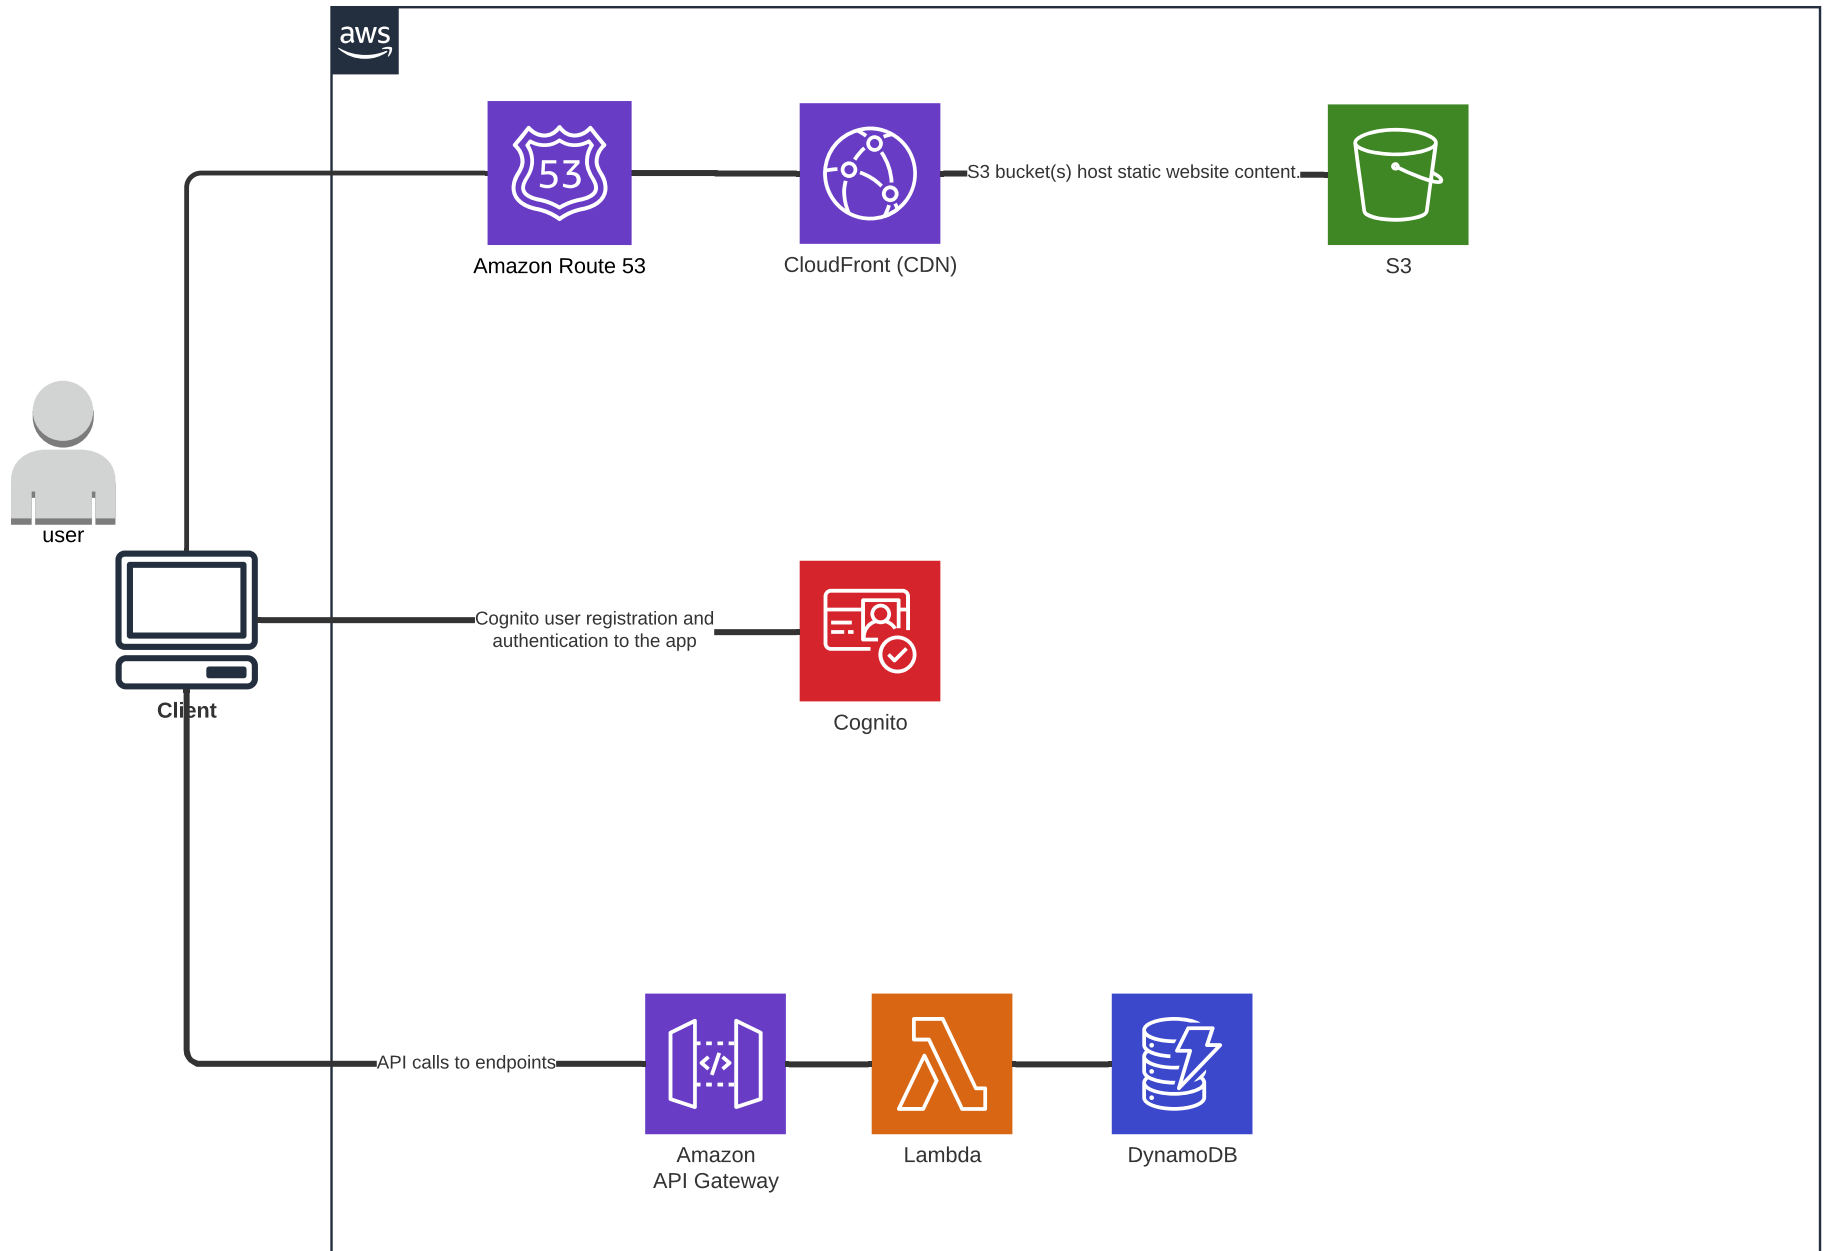 aws
53
Amazon Route 53
CloudFront (CDN)
S3 bucket(s) host static website content.
S3
user
Client
Cognito user registration and
authentication to the app
Cognito
API calls to endpoints
</>
Amazon
API Gateway
Lambda
DynamoDB